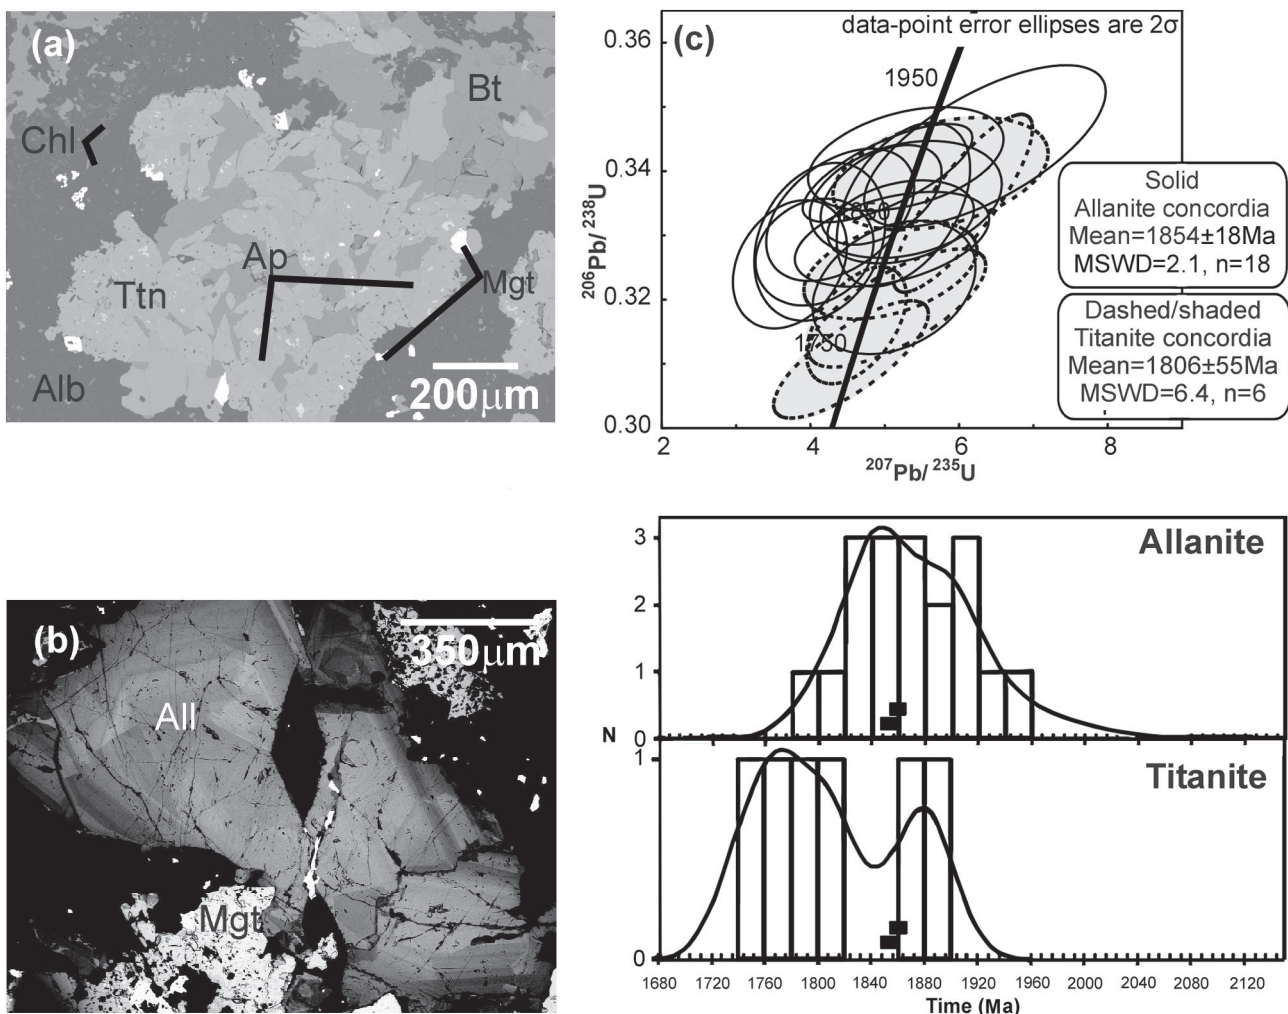 (a)
Bt
Chl
Ap
Ttn
Mgt
Alb
200μm
(b)
350μm
All
Mgt
(c)
data-point error ellipses are 2σ
0.36
0.34
0.32
0.30
206Pb/ 238U
1950
1750
2
4
6
8
207Pb/ 235U
Solid
Allanite concordia
Mean=1854±18Ma
MSWD=2.1, n=18
Dashed/shaded
Titanite concordia
Mean=1806±55Ma
MSWD=6.4, n=6
Allanite
3
2
1
0
N
Titanite
1
0
1680 1720 1760 1800 1840 1880 1920 1960 2000 2040 2080 2120
Time (Ma)